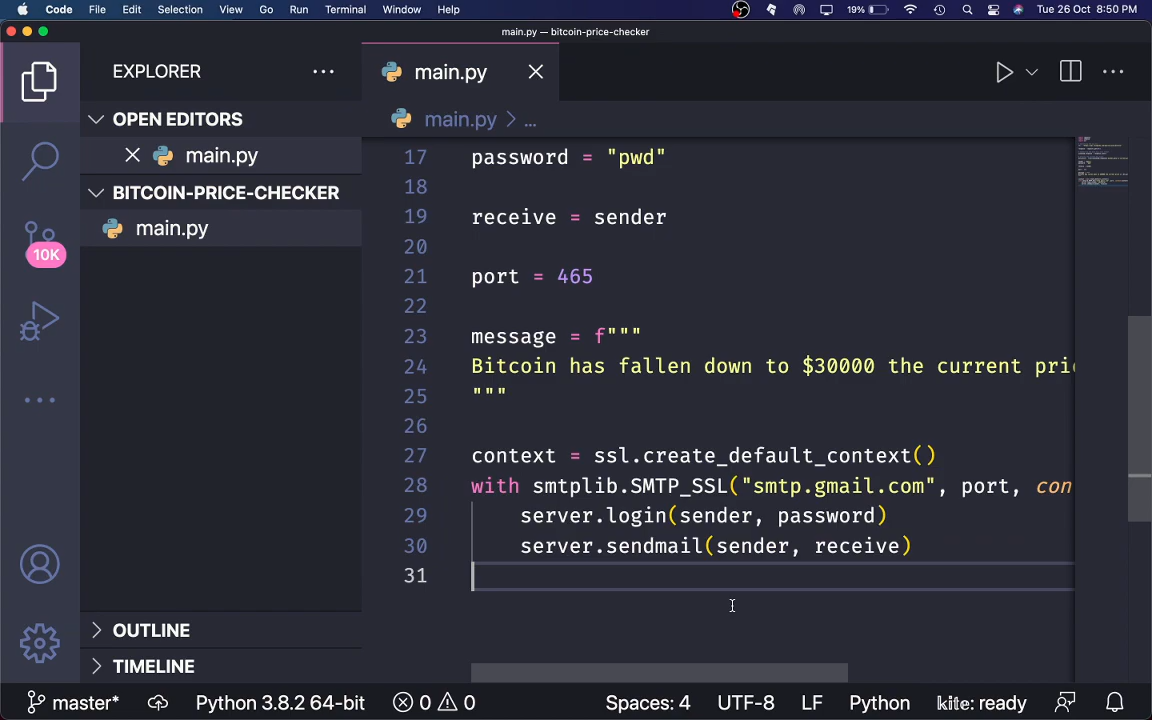 Code File Edit Selection View Go Run Terminal Window Help 19% Tue 26 Oct 8:50 PM
main.py — bitcoin-price-checker
EXPLORER
main.py
OPEN EDITORS
main.py > ...
main.py
BITCOIN-PRICE-CHECKER
main.py
10K
17 password = "pwd"
18
19 receive = sender
20
21 port = 465
22
23 message = f"""
24 Bitcoin has fallen down to $30000 the current pric
25 """
26
27 context = ssl.create_default_context()
28 with smtplib.SMTP_SSL("smtp.gmail.com", port, con
29 server.login(sender, password)
30 server.sendmail(sender, receive)
31
OUTLINE
TIMELINE
master* Python 3.8.2 64-bit 0 0 Spaces: 4 UTF-8 LF Python kite: ready